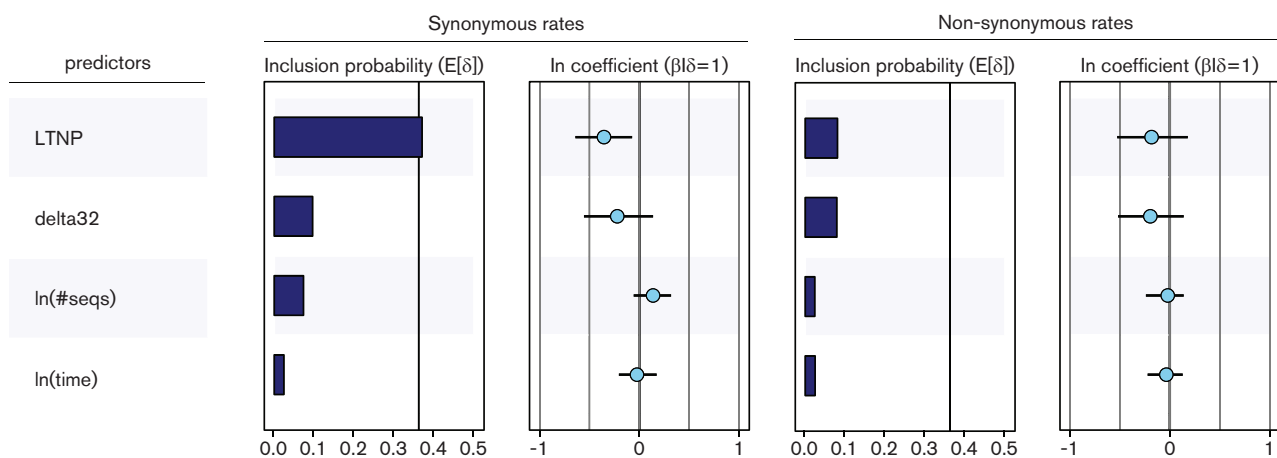 Synonymous rates
Non-synonymous rates
predictors
Inclusion probability (E[δ])
ln coefficient (β|δ=1)
Inclusion probability (E[δ])
ln coefficient (β|δ=1)
LTNP
delta32
ln(#seqs)
ln(time)
0.0 0.1 0.2 0.3 0.4 0.5
-1 0 1
0.0 0.1 0.2 0.3 0.4 0.5
-1 0 1